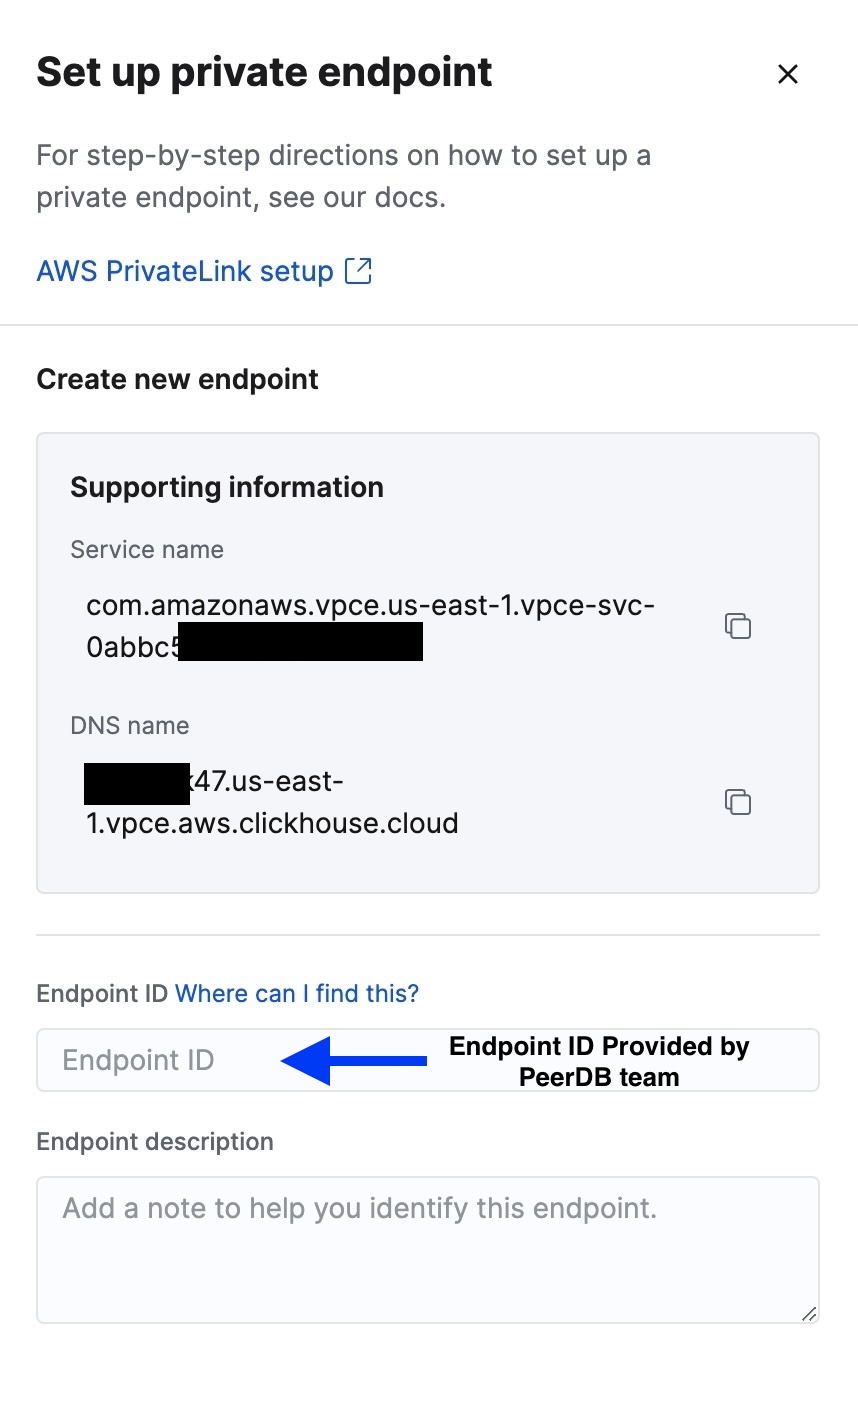 Set up private endpoint
For step-by-step directions on how to set up a
private endpoint, see our docs.
AWS PrivateLink setup
Create new endpoint
Supporting information
Service name
com.amazonaws.vpce.us-east-1.vpce-svc-
0abbc5
DNS name
k47.us-east-
1.vpce.aws.clickhouse.cloud
Endpoint ID Where can I find this?
Endpoint ID
Endpoint ID Provided by
PeerDB team
Endpoint description
Add a note to help you identify this endpoint.